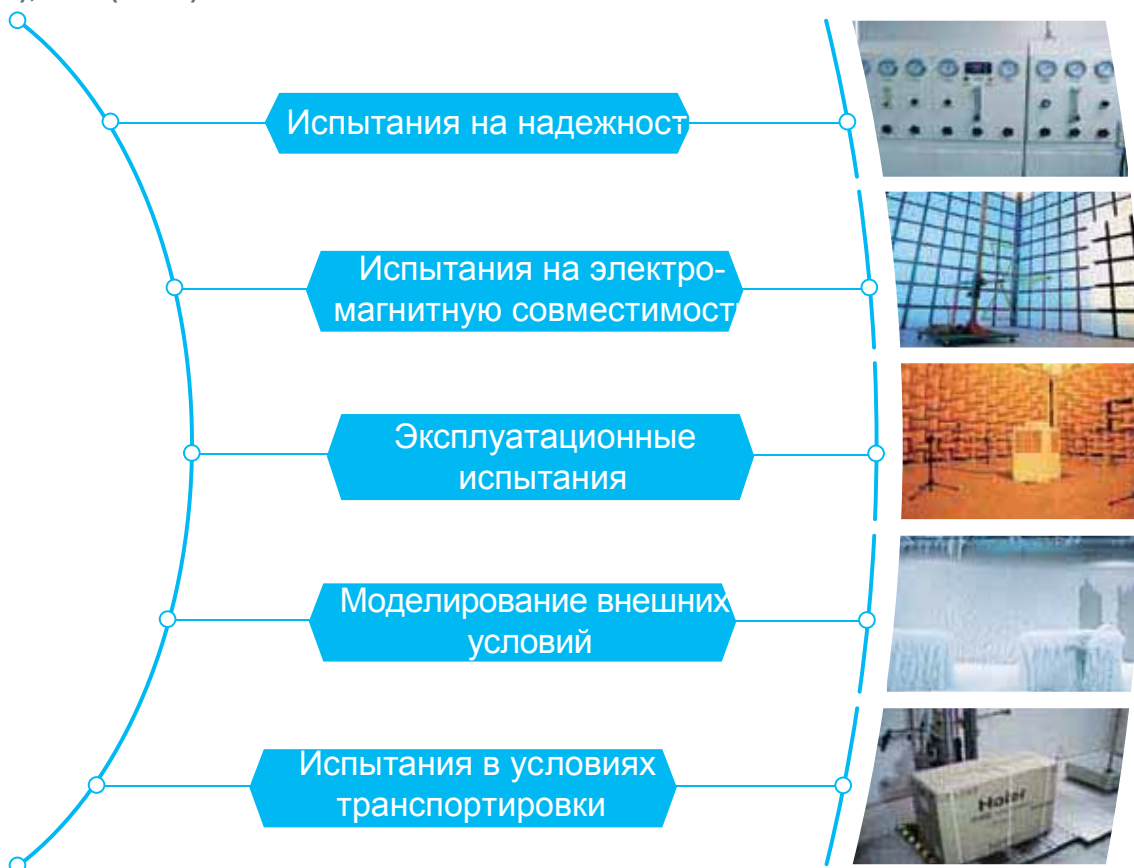 Испытания на надежност
Испытания на электро-
магнитную совместимост
Эксплуатационные
испытания
Моделирование внешних
условий
Испытания в условиях
транспортировки
Haier